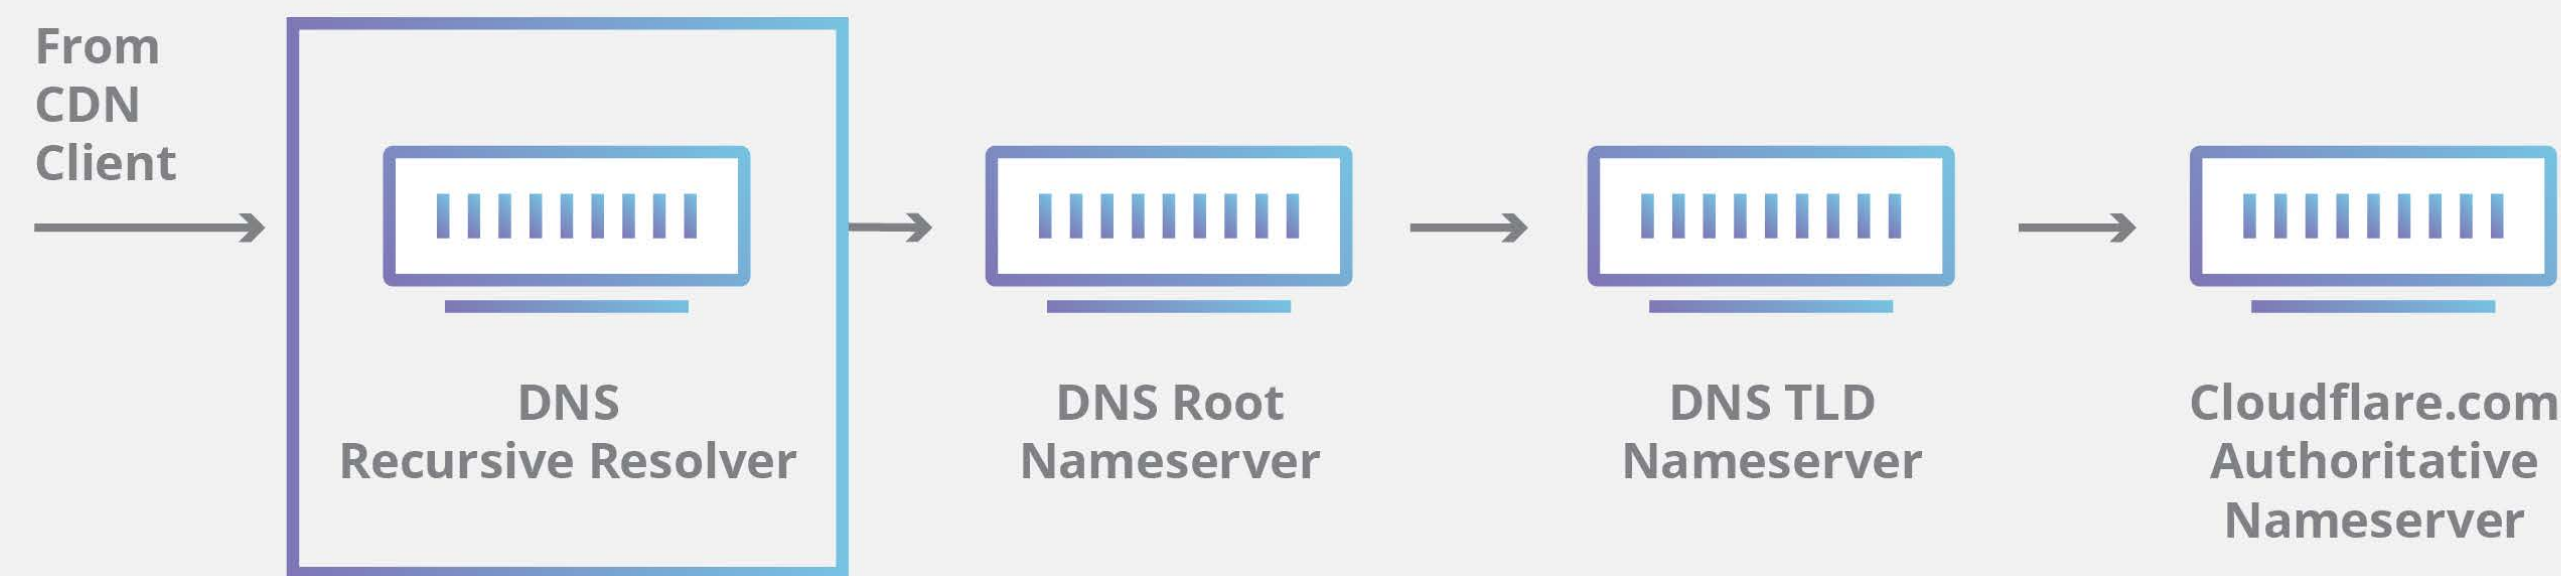 From
CDN
Client
DNS
Recursive Resolver
DNS Root
Nameserver
DNS TLD
Nameserver
Cloudflare.com
Authoritative
Nameserver